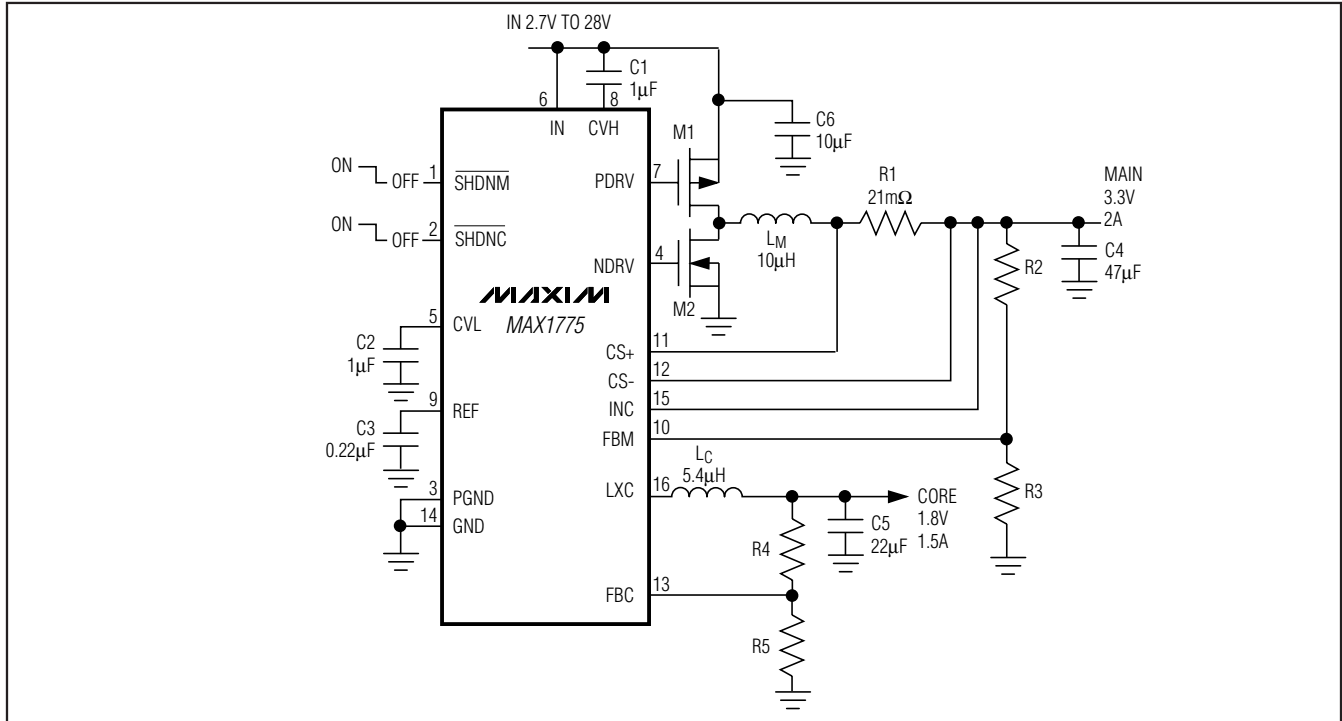 IN 2.7V TO 28V
C1
1µF
6
8
IN
CVH
C6
10µF
M1
ON
OFF
1
SHDNM
PDRV
7
R1
21mΩ
MAIN
3.3V
2A
ON
OFF
2
SHDNC
LM
10µH
NDRV
4
R2
C4
47µF
MAXIM
MAX1775
M2
5
CVL
C2
1µF
CS+
11
CS-
12
INC
15
FBM
10
9
REF
C3
0.22µF
LC
5.4µH
LXC
16
R3
3
PGND
14
GND
CORE
1.8V
1.5A
C5
22µF
R4
FBC
13
R5